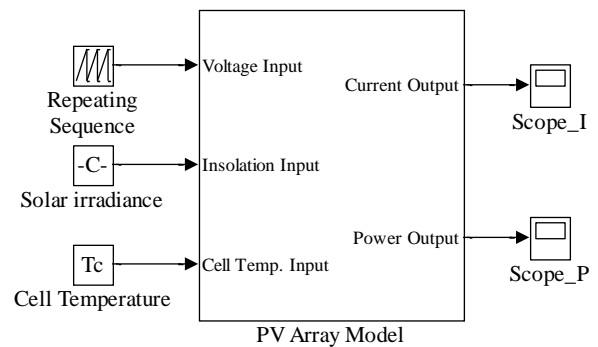 Voltage Input
Current Output
Repeating
Sequence
Scope_I
-C-
Insolation Input
Solar irradiance
Power Output
Tc
Cell Temp. Input
Scope_P
Cell Temperature
PV Array Model